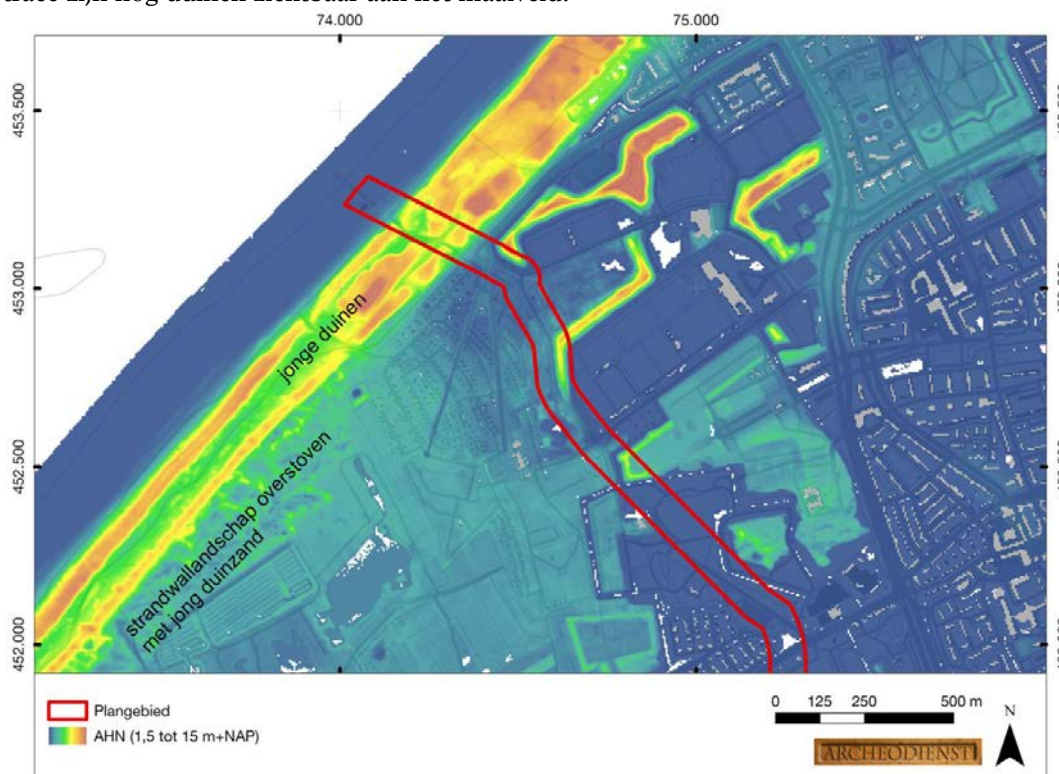 74.000
75.000
453.500
453.000
452.500
452.000
jonge duinen
strandwallandschap overstoven
met jong duinzand
Plangebied
AHN (1,5 tot 15 m+NAP)
0 125 250 500 m
N
ARCHEODIENST